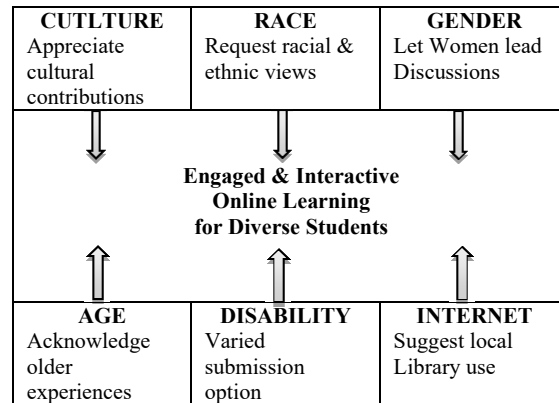 CUTLTURE
Appreciate
cultural
contributions
RACE
Request racial &
ethnic views
GENDER
Let Women lead
Discussions
Engaged & Interactive
Online Learning
for Diverse Students
AGE
Acknowledge
older
experiences
DISABILITY
Varied
submission
option
INTERNET
Suggest local
Library use